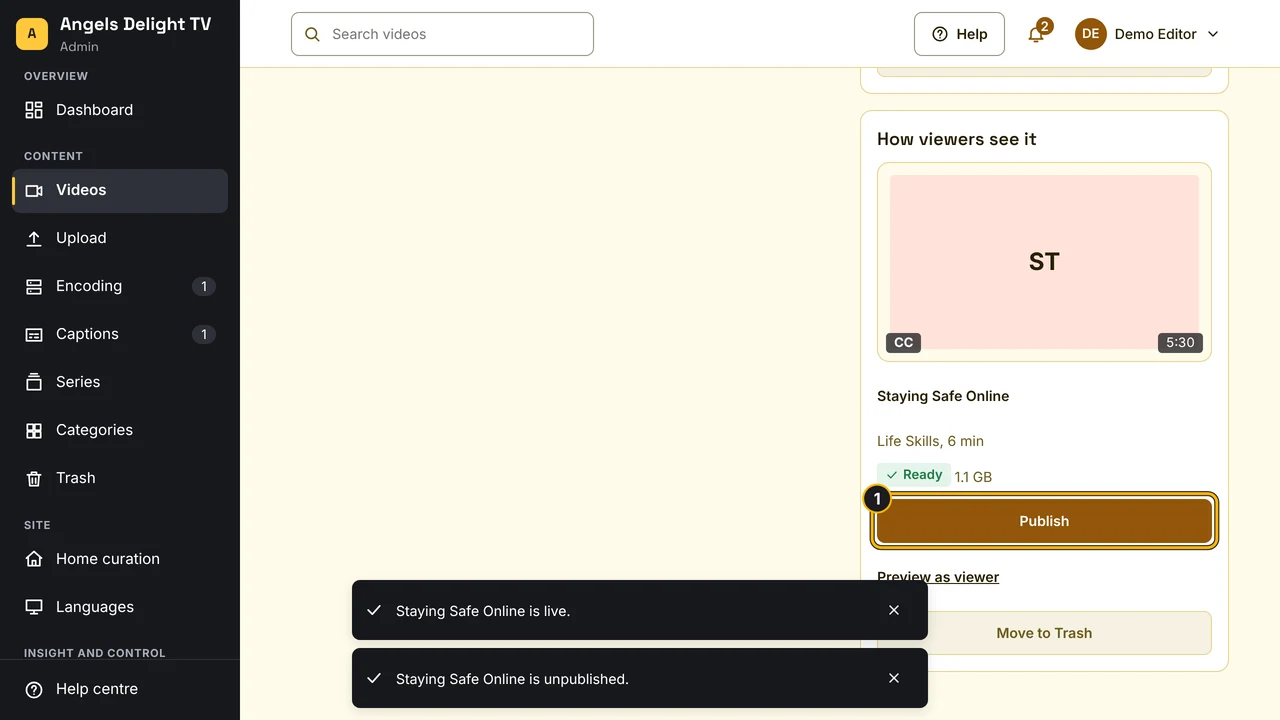 A
Angels Delight TV
Admin
OVERVIEW
Dashboard
CONTENT
Videos
Upload
Encoding 1
Captions 1
Series
Categories
Trash
SITE
Home curation
Languages
INSIGHT AND CONTROL
Help centre
Search videos
Help
2
DE
Demo Editor
How viewers see it
ST
CC
5:30
Staying Safe Online
Life Skills, 6 min
Ready
1.1 GB
1
Publish
Preview as viewer
Move to Trash
Staying Safe Online is live.
Staying Safe Online is unpublished.